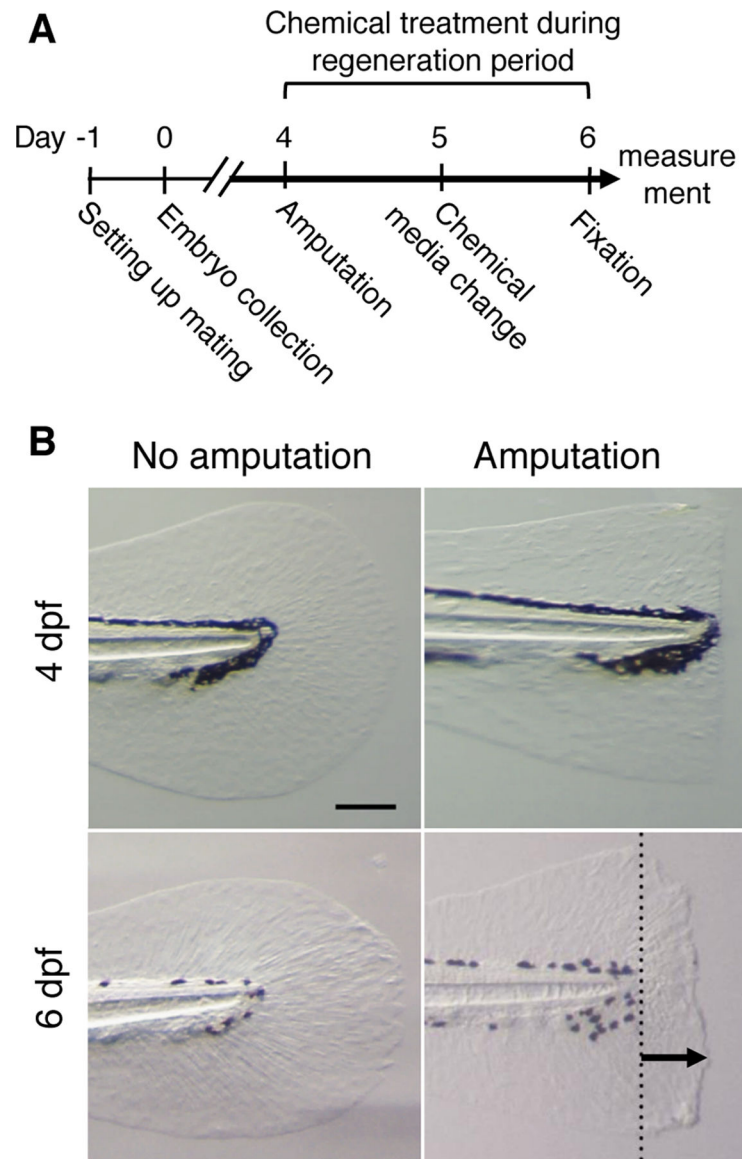 A
Chemical treatment during
regeneration period
Day -1 0 4 5 6
measure
ment
Setting up mating
Embryo collection
Amputation
Chemical
media change
Fixation
B
No amputation
Amputation
4 dpf
6 dpf